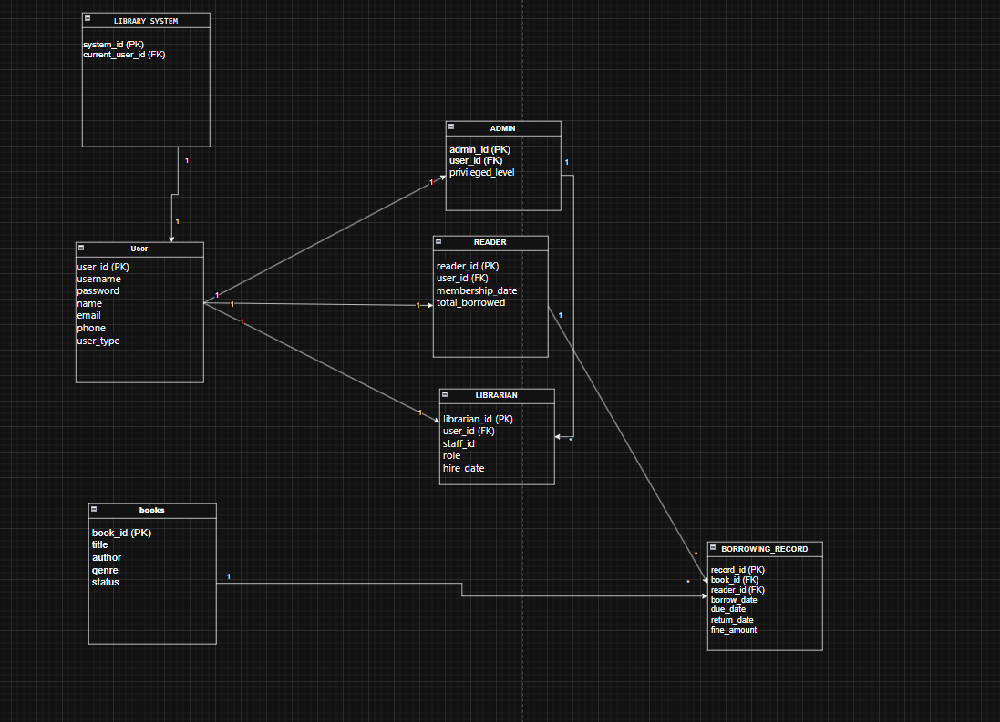 LIBRARY_SYSTEM
system_id (PK)
current_user_id (FK)
1
1
User
user_id (PK)
username
password
name
email
phone
user_type
1
1
1
1
1
1
ADMIN
admin_id (PK)
user_id (FK)
privileged_level
1
READER
reader_id (PK)
user_id (FK)
membership_date
total_borrowed
1
LIBRARIAN
librarian_id (PK)
user_id (FK)
staff_id
role
hire_date
*
books
book_id (PK)
title
author
genre
status
1
*
*
BORROWING_RECORD
record_id (PK)
book_id (FK)
reader_id (FK)
borrow_date
due_date
return_date
fine_amount